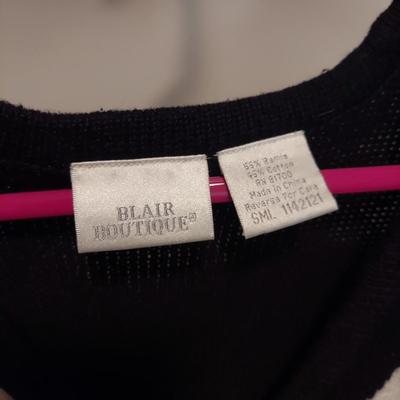 BLAIR
BOUTIQUE®
55% Ramie
45% Cotton
RN 81700
Made in China
Reverse For Care
SML 1142121